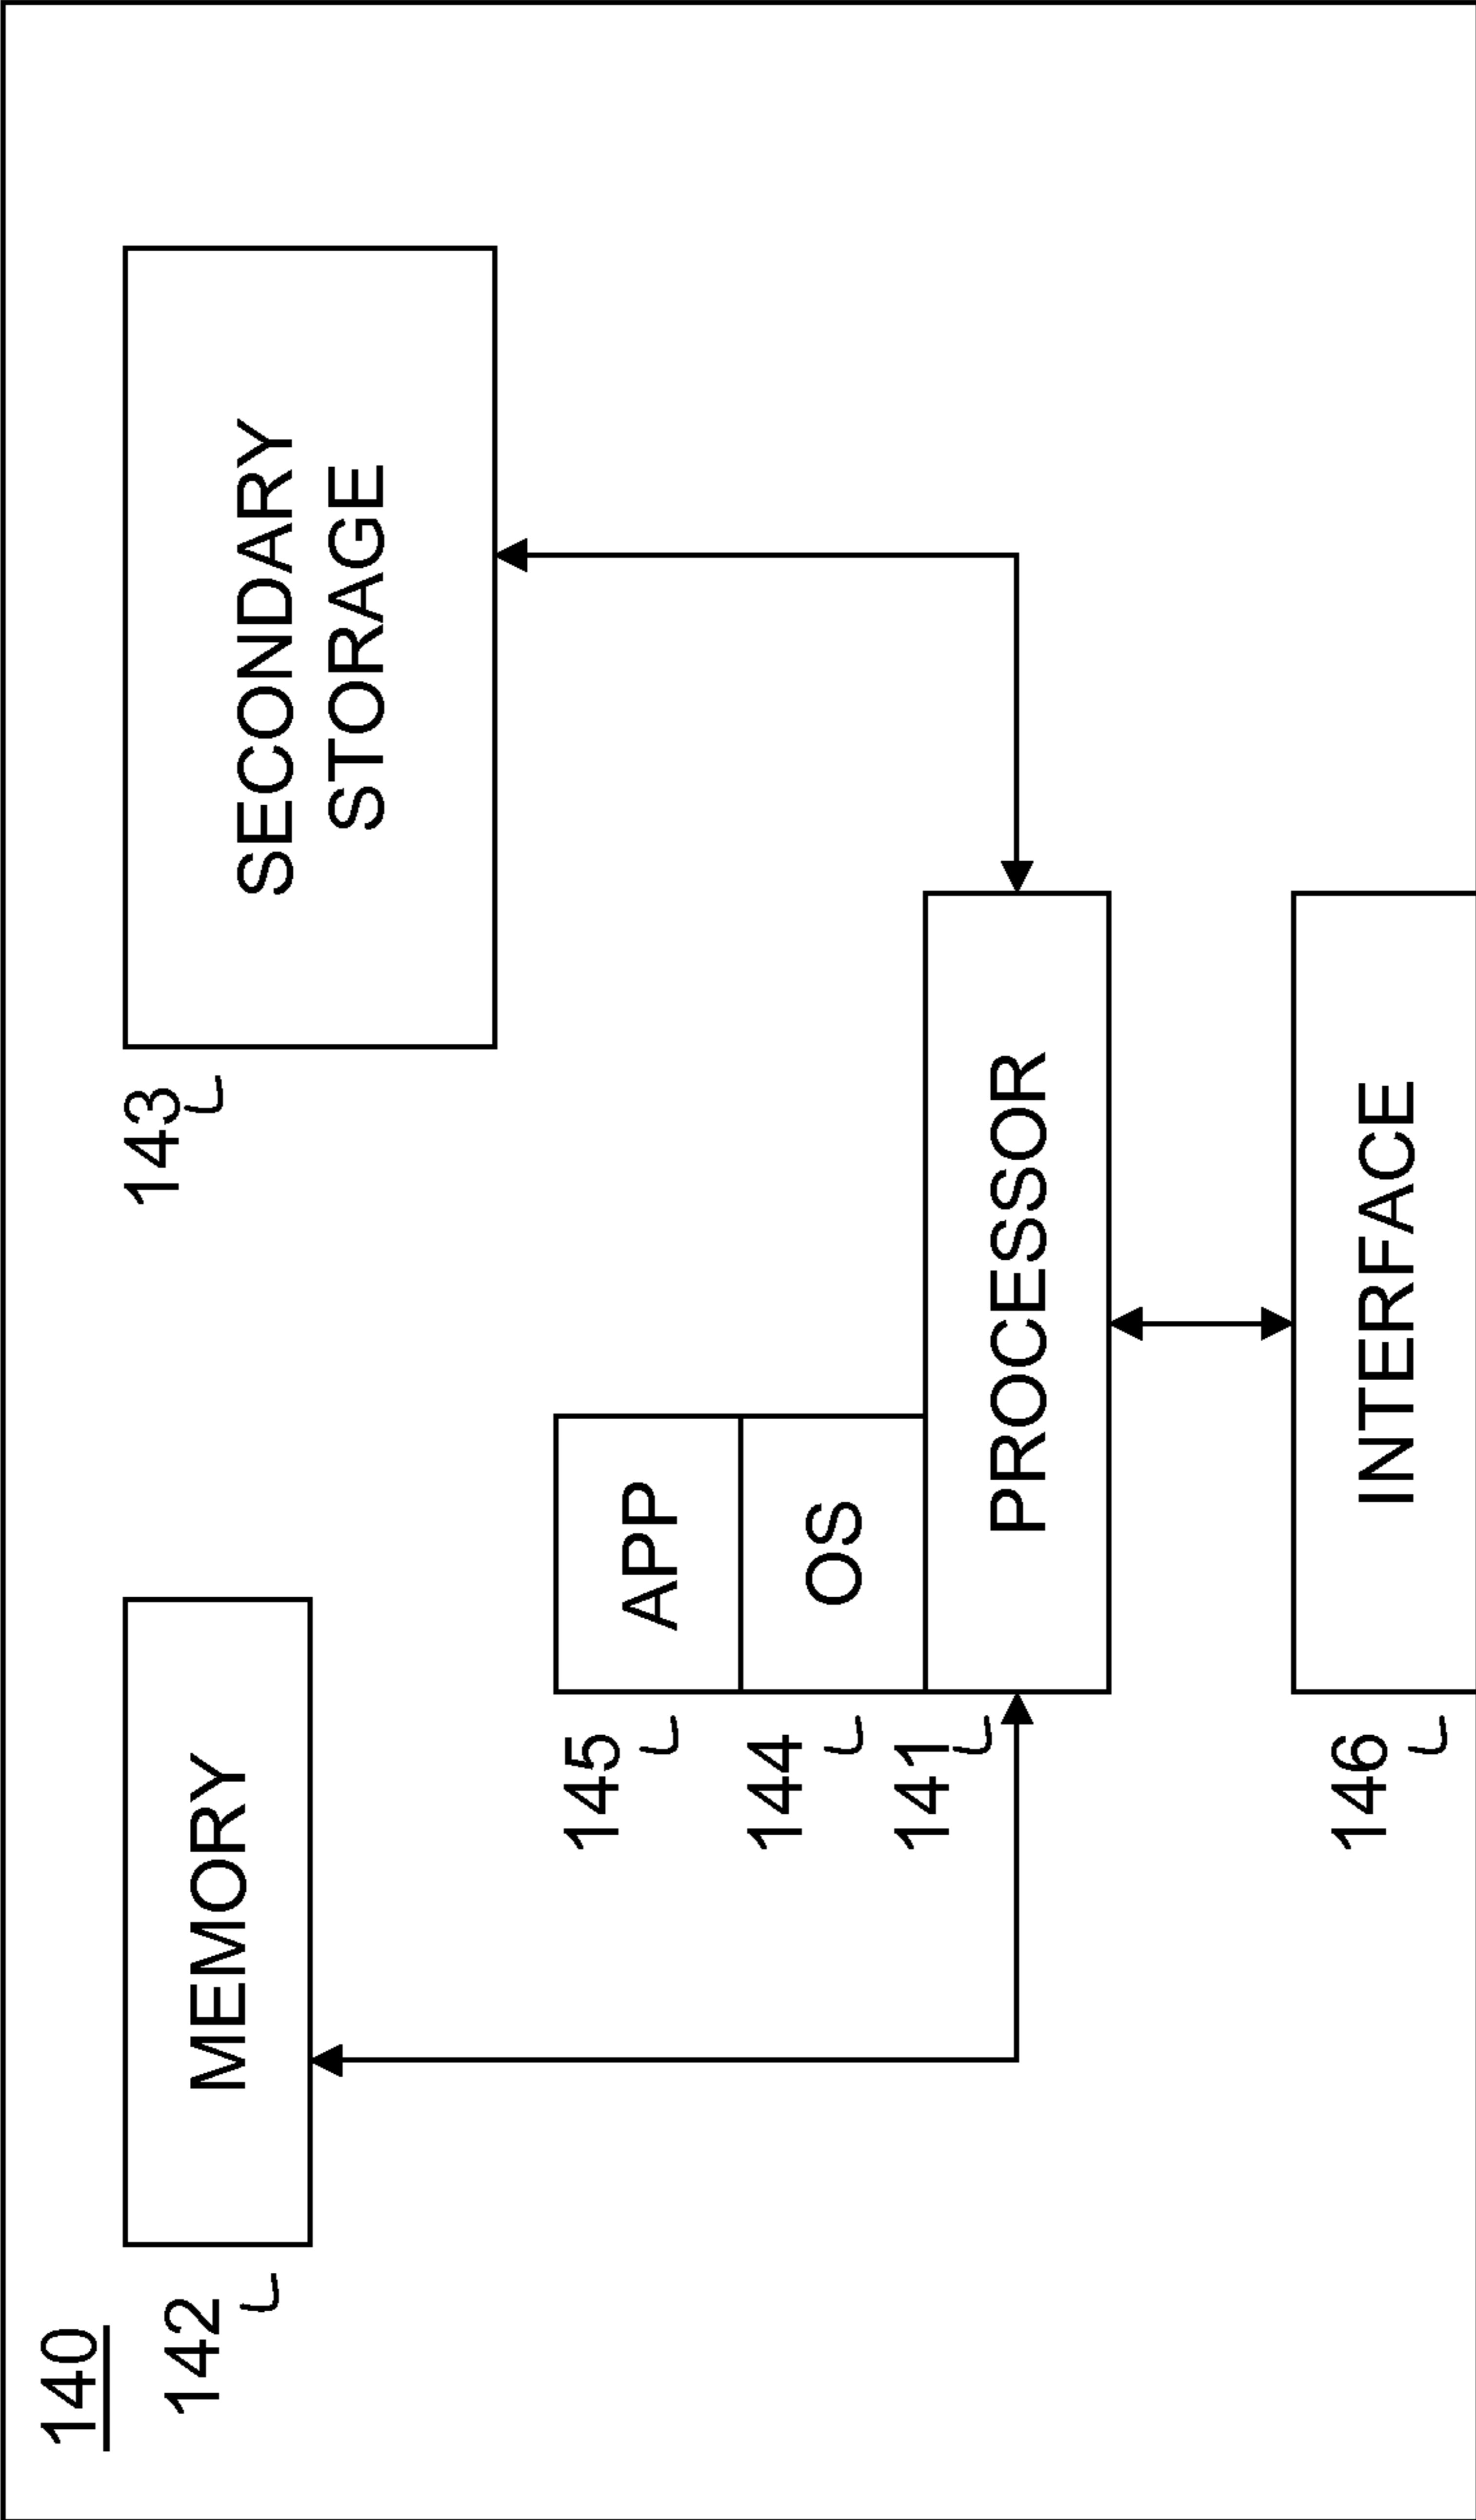 140
142
MEMORY
143
SECONDARY
STORAGE
145
APP
144
OS
141
PROCESSOR
146
INTERFACE